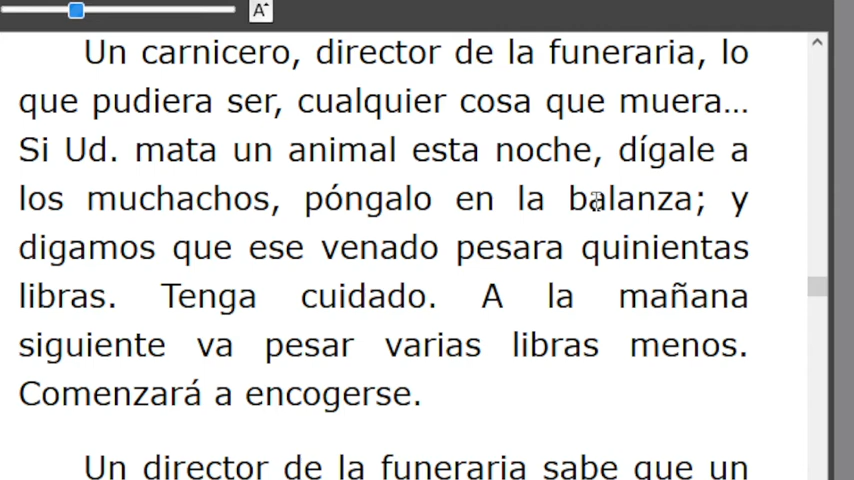 A
Un carnicero, director de la funeraria, lo
que pudiera ser, cualquier cosa que muera...
Si Ud. mata un animal esta noche, dígale a
los muchachos, póngalo en la balanza; y
digamos que ese venado pesara quinientas
libras. Tenga cuidado. A la mañana
siguiente va pesar varias libras menos.
Comenzará a encogerse.
Un director de la funeraria sabe que un